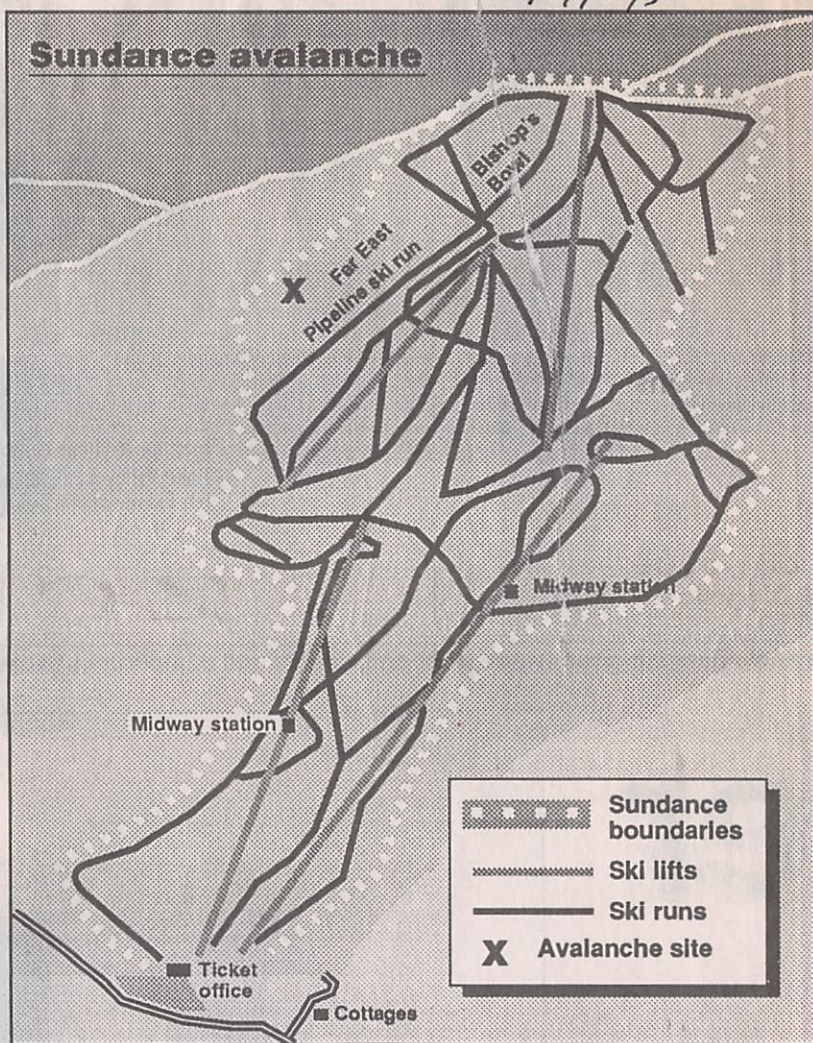 Sundance avalanche
Bishop's
Bowl
Far East
Pipeline ski run
X
Midway station
Midway station
Sundance
boundaries
Ski lifts
Ski runs
X Avalanche site
Ticket
office
Cottages